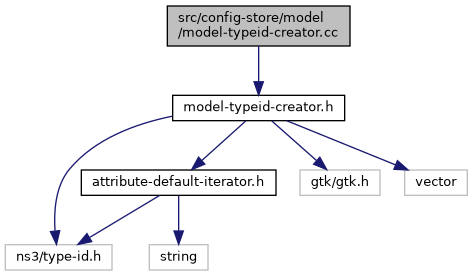 src/config-store/model
/model-typeid-creator.cc
model-typeid-creator.h
attribute-default-iterator.h
gtk/gtk.h
vector
ns3/type-id.h
string